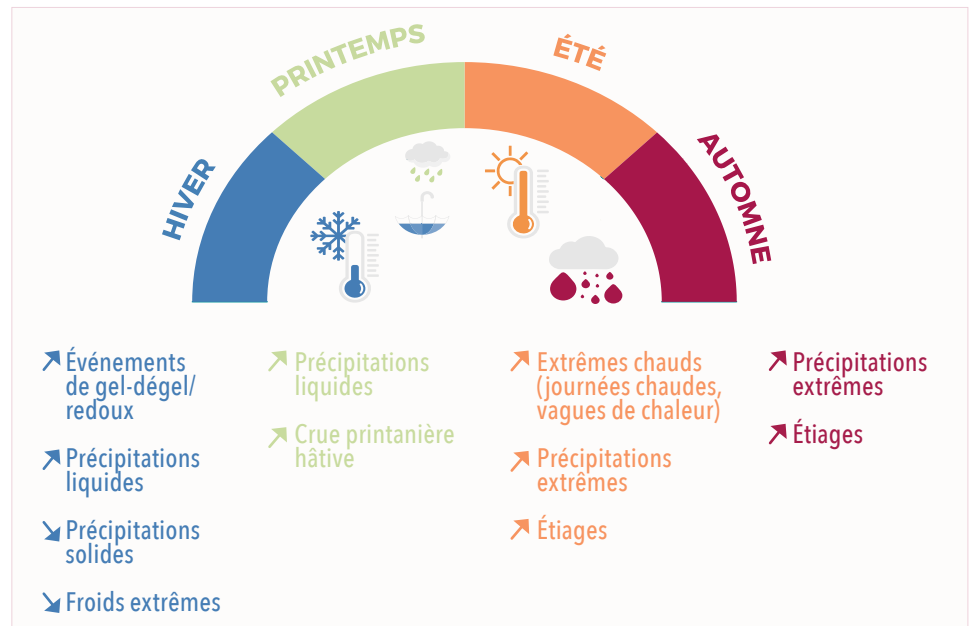 HIVER
PRINTEMPS
ÉTÉ
AUTOMNE
Événements
de gel-dégel/
redoux
Précipitations
liquides
Précipitations
solides
Froids extrêmes
Précipitations
liquides
Crue printanière
hâtive
Extrêmes chauds
(journées chaudes,
vagues de chaleur)
Précipitations
extrêmes
Étiages
Précipitations
extrêmes
Étiages